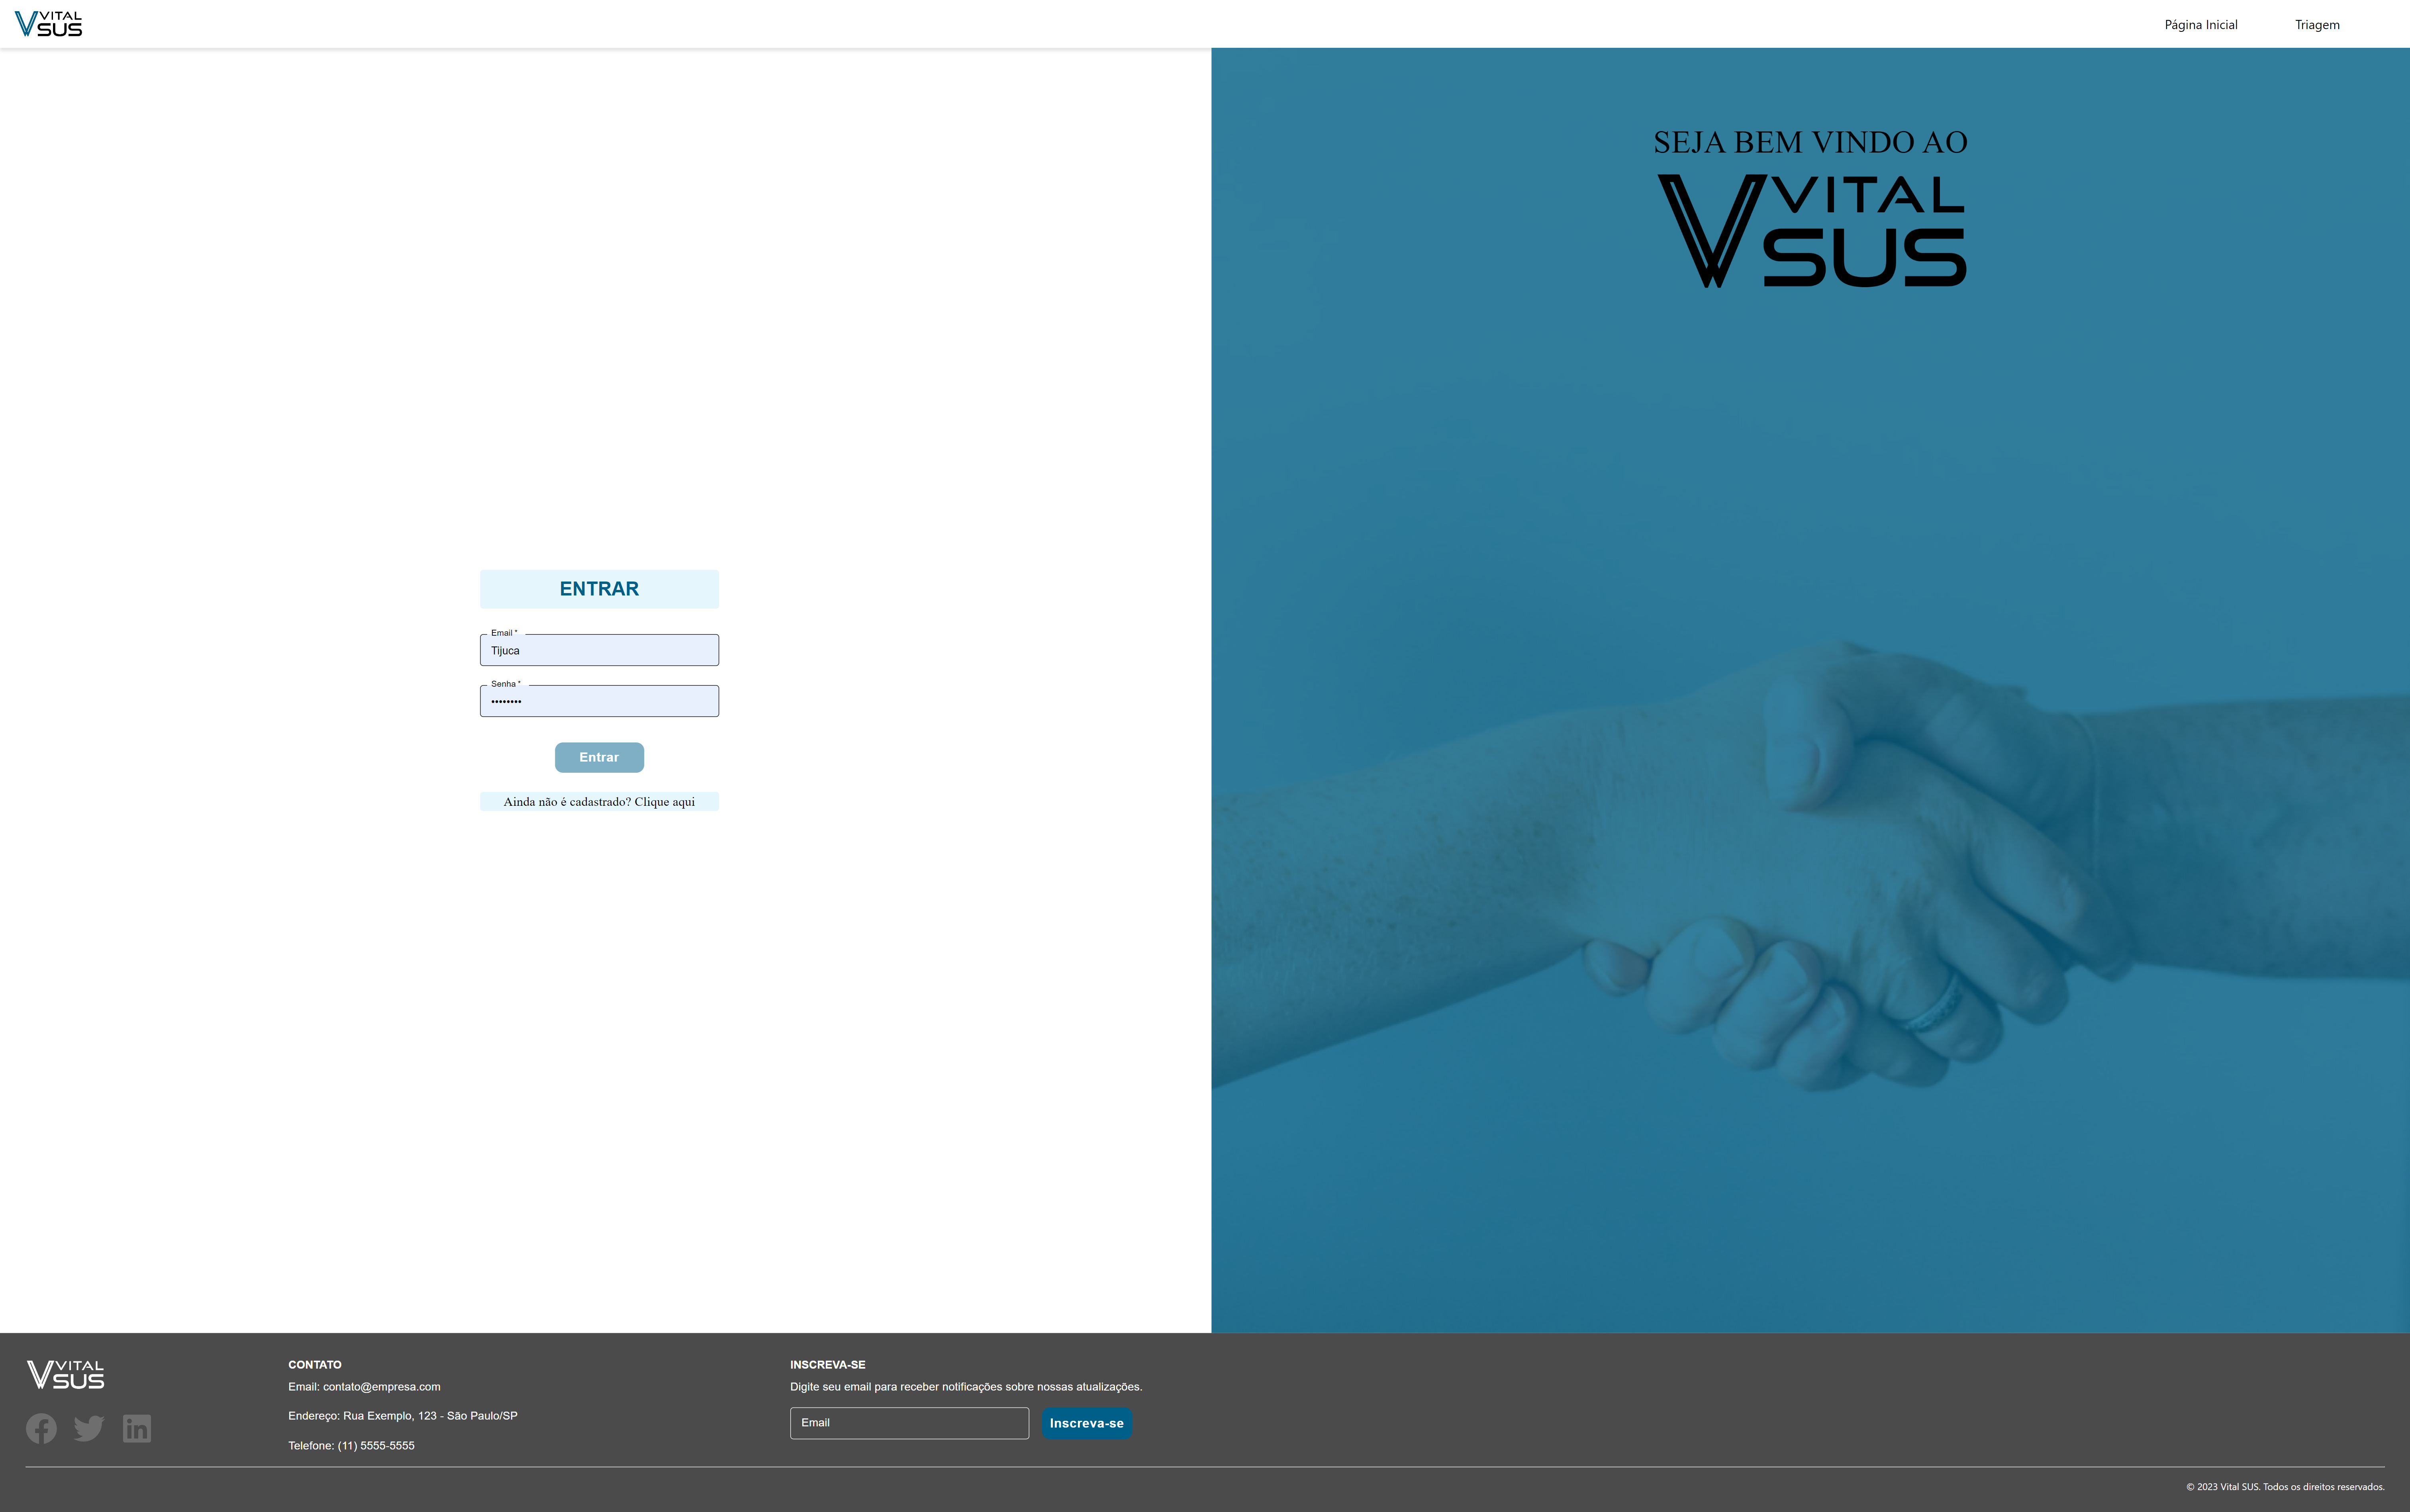 VITAL
SUS
Página Inicial
Triagem
SEJA BEM VINDO AO
VITAL
SUS
ENTRAR
Email *
Tijuca
Senha *
••••••••
Entrar
Ainda não é cadastrado? Clique aqui
VITAL
SUS
CONTATO
Email: contato@empresa.com
Endereço: Rua Exemplo, 123 - São Paulo/SP
Telefone: (11) 5555-5555
INSCREVA-SE
Digite seu email para receber notificações sobre nossas atualizações.
Email
Inscreva-se
© 2023 Vital SUS. Todos os direitos reservados.